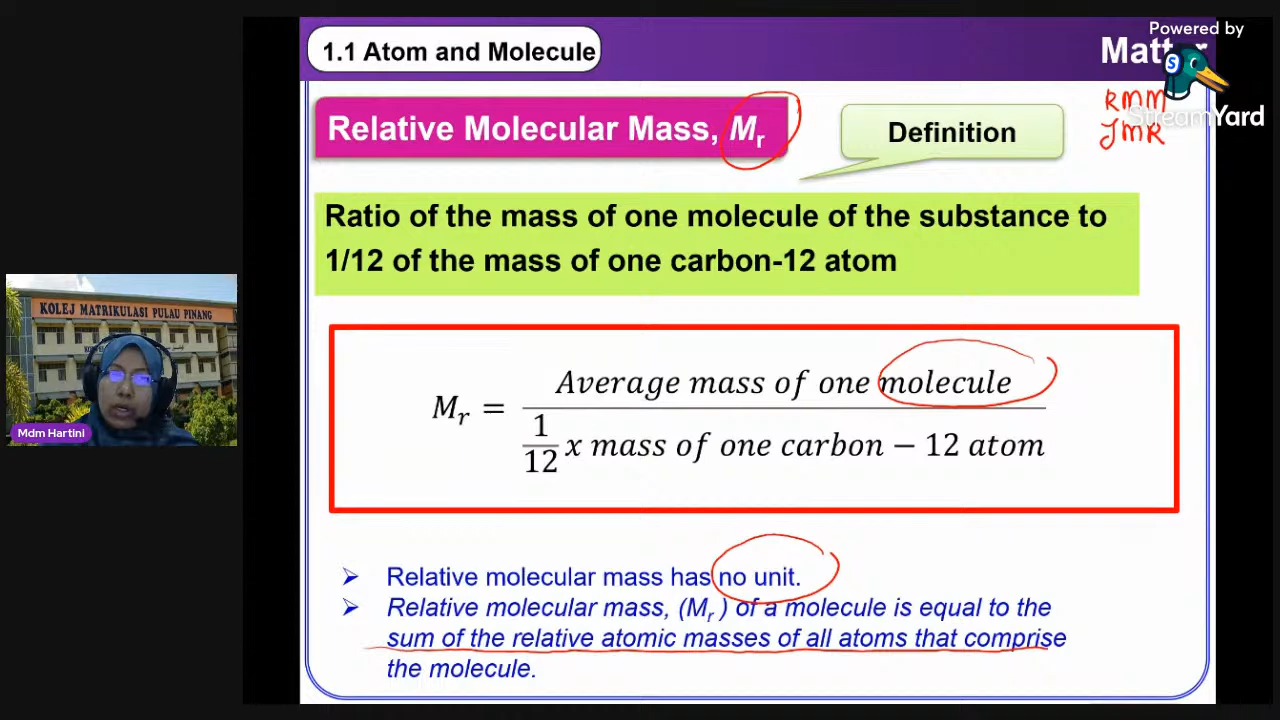 1.1 Atom and Molecule
Matter
Powered by
StreamYard
RMM
JMR
Relative Molecular Mass, Mr
Definition
Ratio of the mass of one molecule of the substance to
1/12 of the mass of one carbon-12 atom
Mr = Average mass of one molecule
1/12 x mass of one carbon − 12 atom
➢ Relative molecular mass has no unit.
➢ Relative molecular mass, (Mr ) of a molecule is equal to the
sum of the relative atomic masses of all atoms that comprise
the molecule.
KOLEJ MATRIKULASI PULAU PINANG
Mdm Hartini